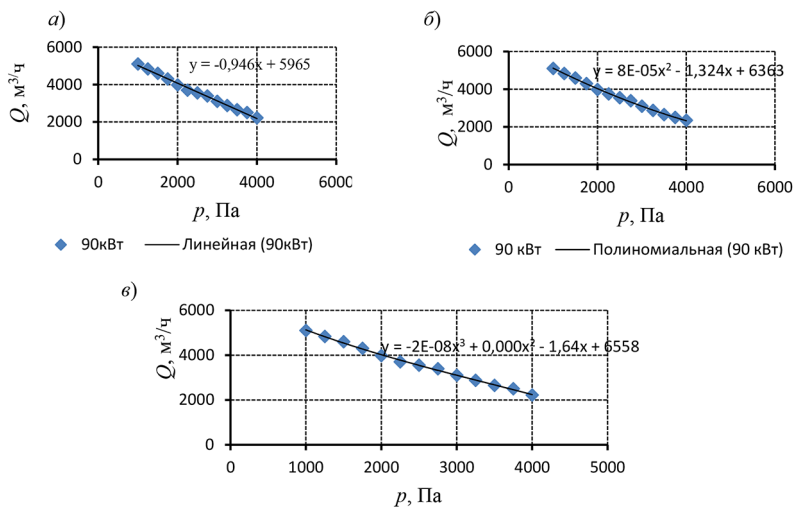 а)
6000
4000
2000
0
Q, м³/ч
y = -0,946x + 5965
0 2000 4000 6000
p, Па
90кВт Линейная (90кВт)
б)
6000
4000
2000
0
Q, м³/ч
y = 8E-05x² - 1,324x + 6363
0 2000 4000 6000
p, Па
90 кВт Полиномиальная (90 кВт)
в)
6000
4000
2000
0
Q, м³/ч
y = -2E-08x³ + 0,000x² - 1,64x + 6558
0 1000 2000 3000 4000 5000
p, Па